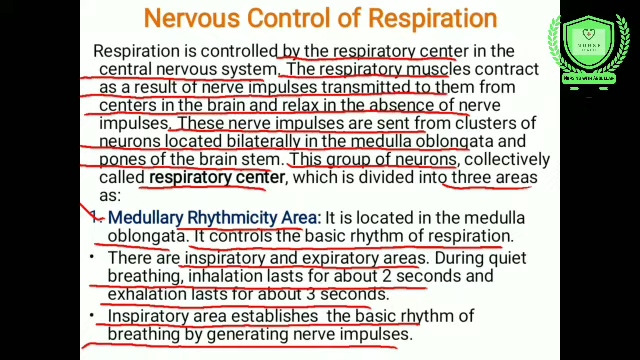 Nervous Control of Respiration
Respiration is controlled by the respiratory center in the
central nervous system. The respiratory muscles contract
as a result of nerve impulses transmitted to them from
centers in the brain and relax in the absence of nerve
impulses. These nerve impulses are sent from clusters of
neurons located bilaterally in the medulla oblongata and
pones of the brain stem. This group of neurons, collectively
called respiratory center, which is divided into three areas
as:
1. Medullary Rhythmicity Area: It is located in the medulla
oblongata. It controls the basic rhythm of respiration.
• There are inspiratory and expiratory areas. During quiet
breathing, inhalation lasts for about 2 seconds and
exhalation lasts for about 3 seconds.
• Inspiratory area establishes the basic rhythm of
breathing by generating nerve impulses.
NURSE